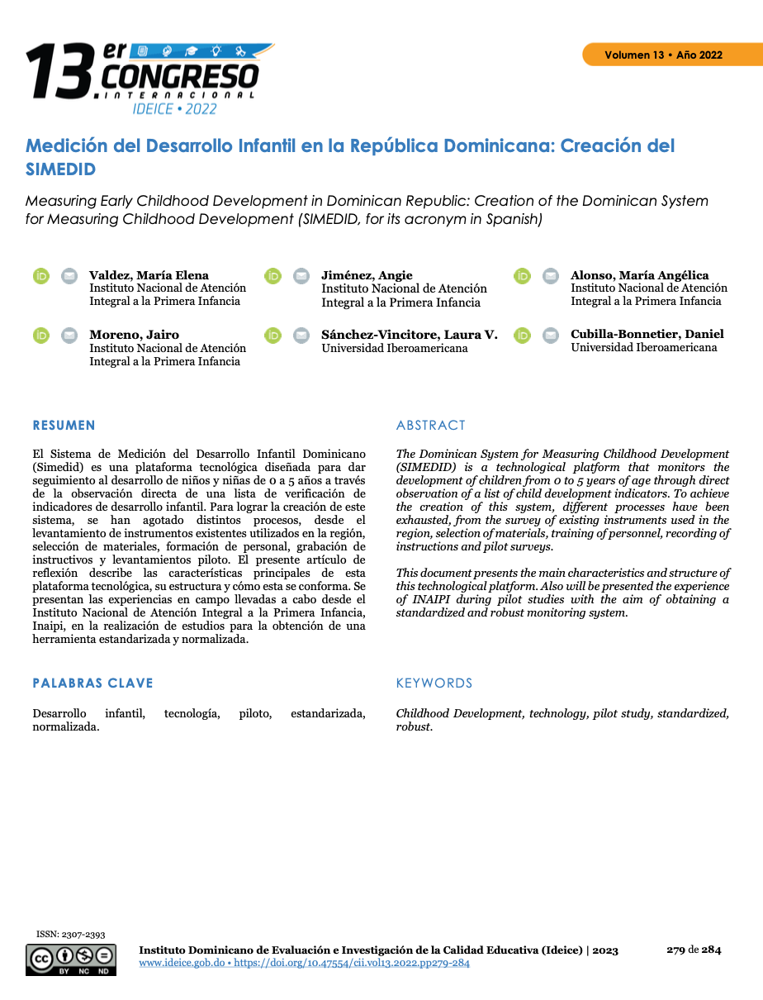 13.er CONGRESO
INTERNACIONAL
IDEICE • 2022
Volumen 13 • Año 2022
Medición del Desarrollo Infantil en la República Dominicana: Creación del
SIMEDID
Measuring Early Childhood Development in Dominican Republic: Creation of the Dominican System
for Measuring Childhood Development (SIMEDID, for its acronym in Spanish)
iD
Valdez, María Elena
Instituto Nacional de Atención
Integral a la Primera Infancia
iD
Jiménez, Angie
Instituto Nacional de Atención
Integral a la Primera Infancia
iD
Alonso, María Angélica
Instituto Nacional de Atención
Integral a la Primera Infancia
iD
Moreno, Jairo
Instituto Nacional de Atención
Integral a la Primera Infancia
iD
Sánchez-Vincitore, Laura V.
Universidad Iberoamericana
iD
Cubilla-Bonnetier, Daniel
Universidad Iberoamericana
RESUMEN
El Sistema de Medición del Desarrollo Infantil Dominicano
(Simedid) es una plataforma tecnológica diseñada para dar
seguimiento al desarrollo de niños y niñas de 0 a 5 años a través
de la observación directa de una lista de verificación de
indicadores de desarrollo infantil. Para lograr la creación de este
sistema, se han agotado distintos procesos, desde el
levantamiento de instrumentos existentes utilizados en la región,
selección de materiales, formación de personal, grabación de
instructivos y levantamientos piloto. El presente artículo de
reflexión describe las características principales de esta
plataforma tecnológica, su estructura y cómo esta se conforma. Se
presentan las experiencias en campo llevadas a cabo desde el
Instituto Nacional de Atención Integral a la Primera Infancia,
Inaipi, en la realización de estudios para la obtención de una
herramienta estandarizada y normalizada.
ABSTRACT
The Dominican System for Measuring Childhood Development
(SIMEDID) is a technological platform that monitors the
development of children from 0 to 5 years of age through direct
observation of a list of child development indicators. To achieve
the creation of this system, different processes have been
exhausted, from the survey of existing instruments used in the
region, selection of materials, training of personnel, recording of
instructions and pilot surveys.
This document presents the main characteristics and structure of
this technological platform. Also will be presented the experience
of INAIPI during pilot studies with the aim of obtaining a
standardized and robust monitoring system.
PALABRAS CLAVE
Desarrollo infantil, tecnología, piloto, estandarizada,
normalizada.
KEYWORDS
Childhood Development, technology, pilot study, standardized,
robust.
ISSN: 2307-2393
cc BY NC ND
Instituto Dominicano de Evaluación e Investigación de la Calidad Educativa (Ideice) | 2023
www.ideice.gob.do • https://doi.org/10.47554/cii.vol13.2022.pp279-284
279 de 284